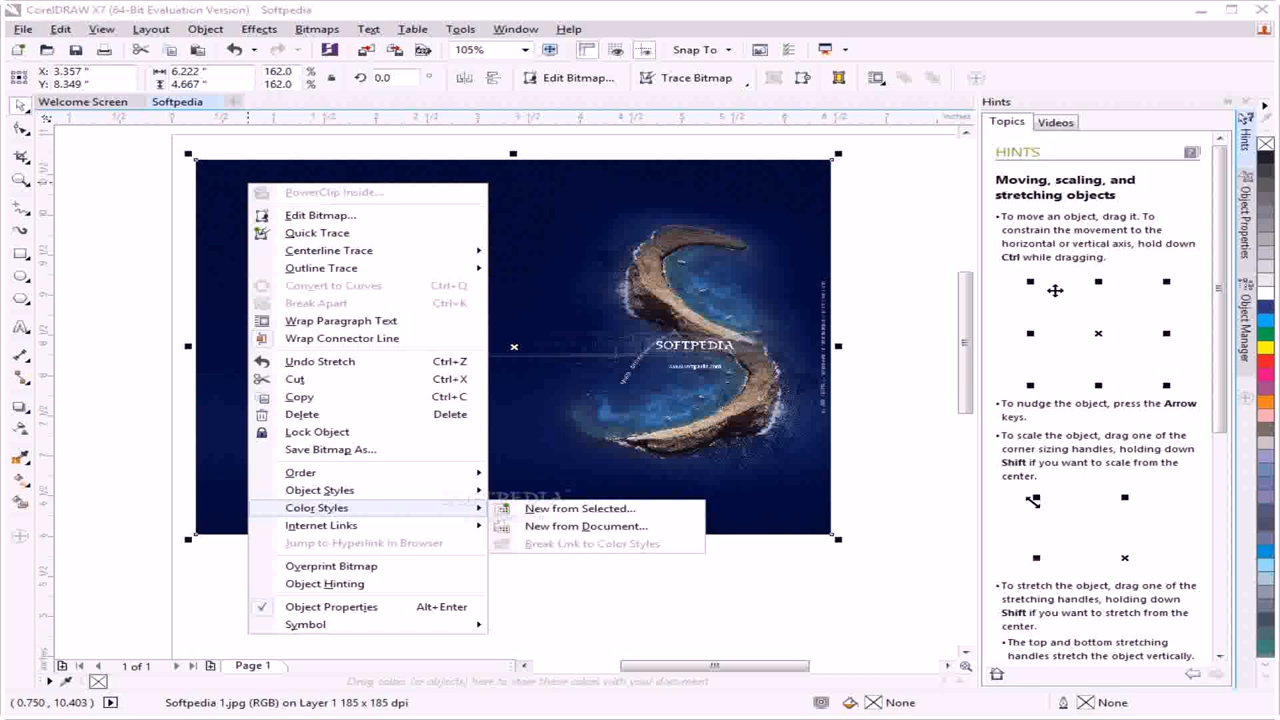 CorelDRAW X7 (64-Bit Evaluation Version)   Softpedia
File Edit View Layout Object Effects Bitmaps Text Table Tools Window Help
105% Snap To
X: 3.357 " 6.222 " 162.0 % 0.0 ° Edit Bitmap... Trace Bitmap
Y: 8.349 " 4.667 " 162.0 %
Welcome Screen Softpedia
inches
PowerClip Inside...
Edit Bitmap...
Quick Trace
Centerline Trace
Outline Trace
Convert to Curves Ctrl+Q
Break Apart Ctrl+K
Wrap Paragraph Text
Wrap Connector Line
Undo Stretch Ctrl+Z
Cut Ctrl+X
Copy Ctrl+C
Delete Delete
Lock Object
Save Bitmap As...
Order
Object Styles
Color Styles
Internet Links
Jump to Hyperlink in Browser
Overprint Bitmap
Object Hinting
Object Properties Alt+Enter
Symbol
New from Selected...
New from Document...
Break Link to Color Styles
SOFTPEDIA
www.softpedia.com
Hints
Topics Videos
HINTS
Moving, scaling, and
stretching objects
• To move an object, drag it. To
constrain the movement to the
horizontal or vertical axis, hold down
Ctrl while dragging.
• To nudge the object, press the Arrow
keys.
• To scale the object, drag one of the
corner sizing handles, holding down
Shift if you want to scale from the
center.
• To stretch the object, drag one of the
stretching handles, holding down
Shift if you want to stretch from the
center.
• The top and bottom stretching
handles stretch the object vertically.
Hints
Object Properties
Object Manager
1 of 1 Page 1
Drag colors (or objects) here to store these colors with your document
( 0.750 , 10.403 ) Softpedia 1.jpg (RGB) on Layer 1 185 x 185 dpi None None